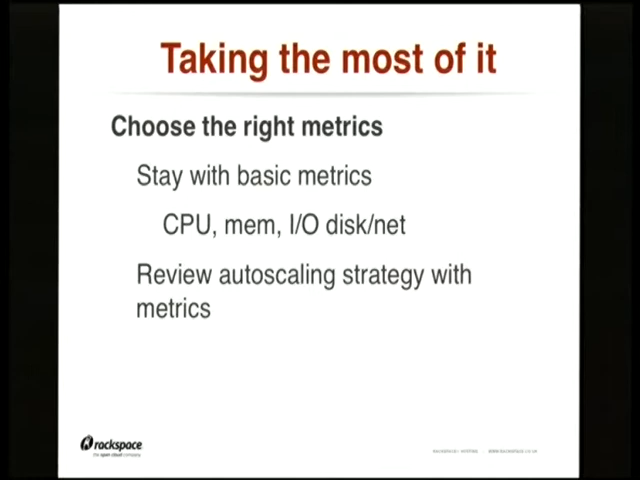 Taking the most of it
Choose the right metrics
Stay with basic metrics
CPU, mem, I/O disk/net
Review autoscaling strategy with
metrics
rackspace
the open cloud company